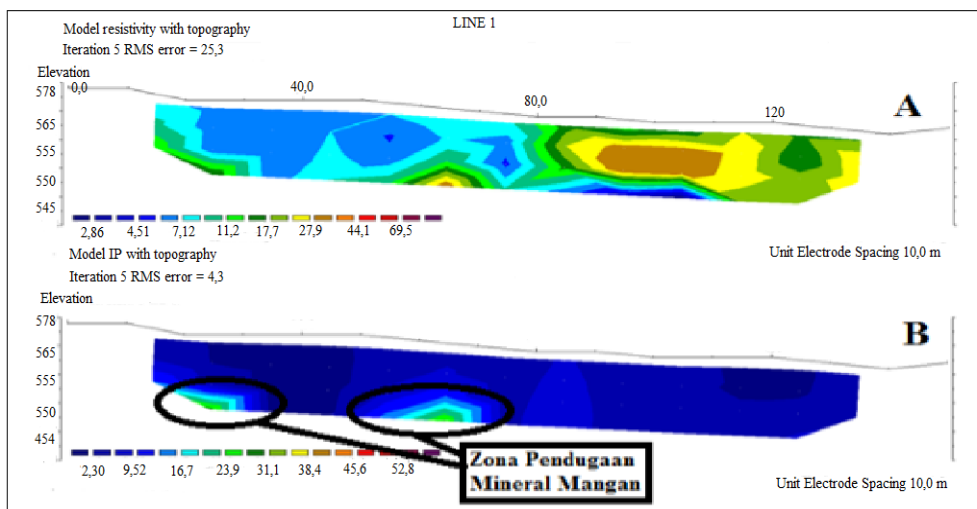 LINE 1
Model resistivity with topography
Iteration 5 RMS error = 25,3
Elevation
578
0,0
40,0
80,0
120
A
565
555
550
545
2,86 4,51 7,12 11,2 17,7 27,9 44,1 69,5
Unit Electrode Spacing 10,0 m
Model IP with topography
Iteration 5 RMS error = 4,3
Elevation
578
B
565
555
550
454
2,30 9,52 16,7 23,9 31,1 38,4 45,6 52,8
Zona Pendugaan
Mineral Mangan
Unit Electrode Spacing 10,0 m